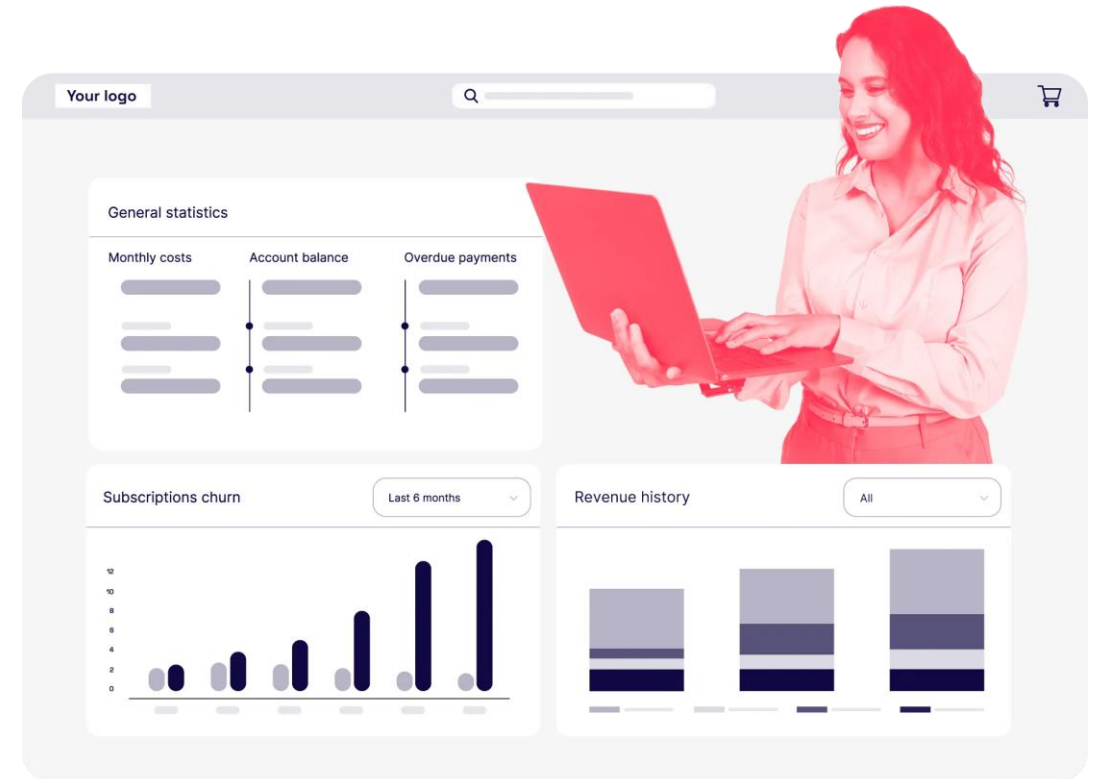 Your logo
General statistics
Monthly costs Account balance Overdue payments
Subscriptions churn Last 6 months
Revenue history All
12
10
8
6
4
2
0